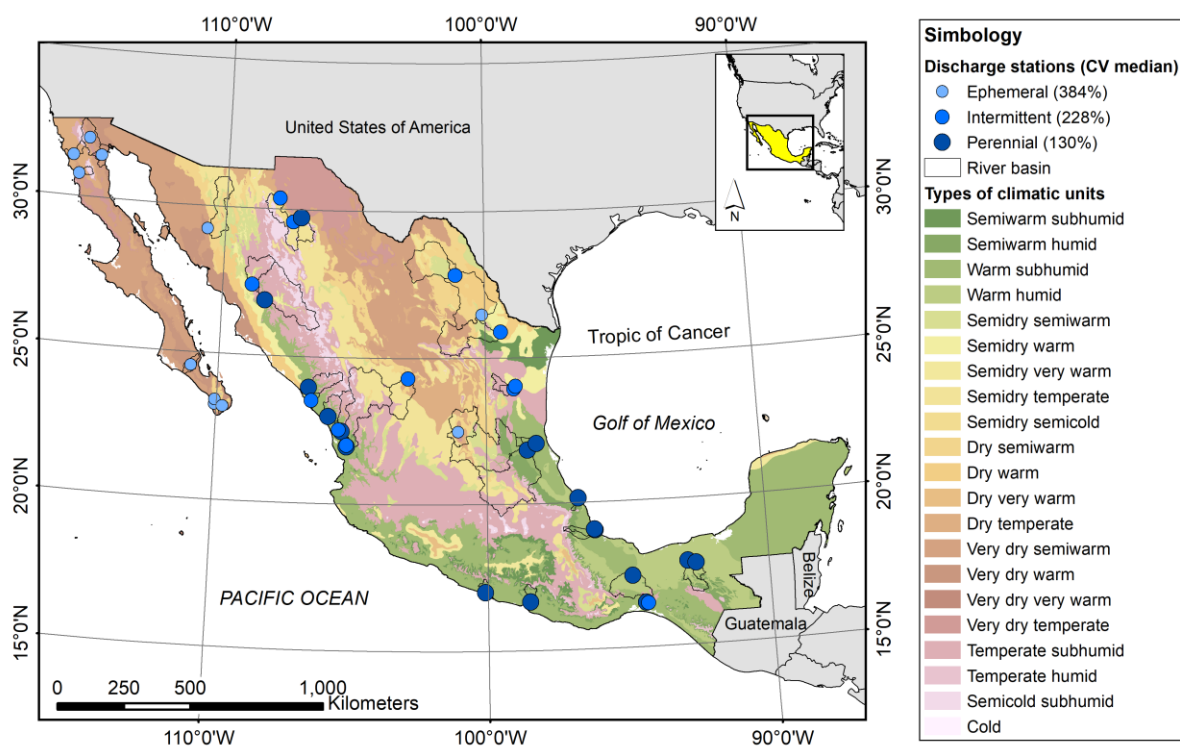 110°0'W 100°0'W 90°0'W
United States of America
N
30°0'N 30°0'N
25°0'N 25°0'N
Tropic of Cancer
Golf of Mexico
20°0'N 20°0'N
PACIFIC OCEAN
Belize
Guatemala
15°0'N 15°0'N
0 250 500 1,000
Kilometers
110°0'W 100°0'W 90°0'W
Simbology
Discharge stations (CV median)
Ephemeral (384%)
Intermittent (228%)
Perennial (130%)
River basin
Types of climatic units
Semiwarm subhumid
Semiwarm humid
Warm subhumid
Warm humid
Semidry semiwarm
Semidry warm
Semidry very warm
Semidry temperate
Semidry semicold
Dry semiwarm
Dry warm
Dry very warm
Dry temperate
Very dry semiwarm
Very dry warm
Very dry very warm
Very dry temperate
Temperate subhumid
Temperate humid
Semicold subhumid
Cold